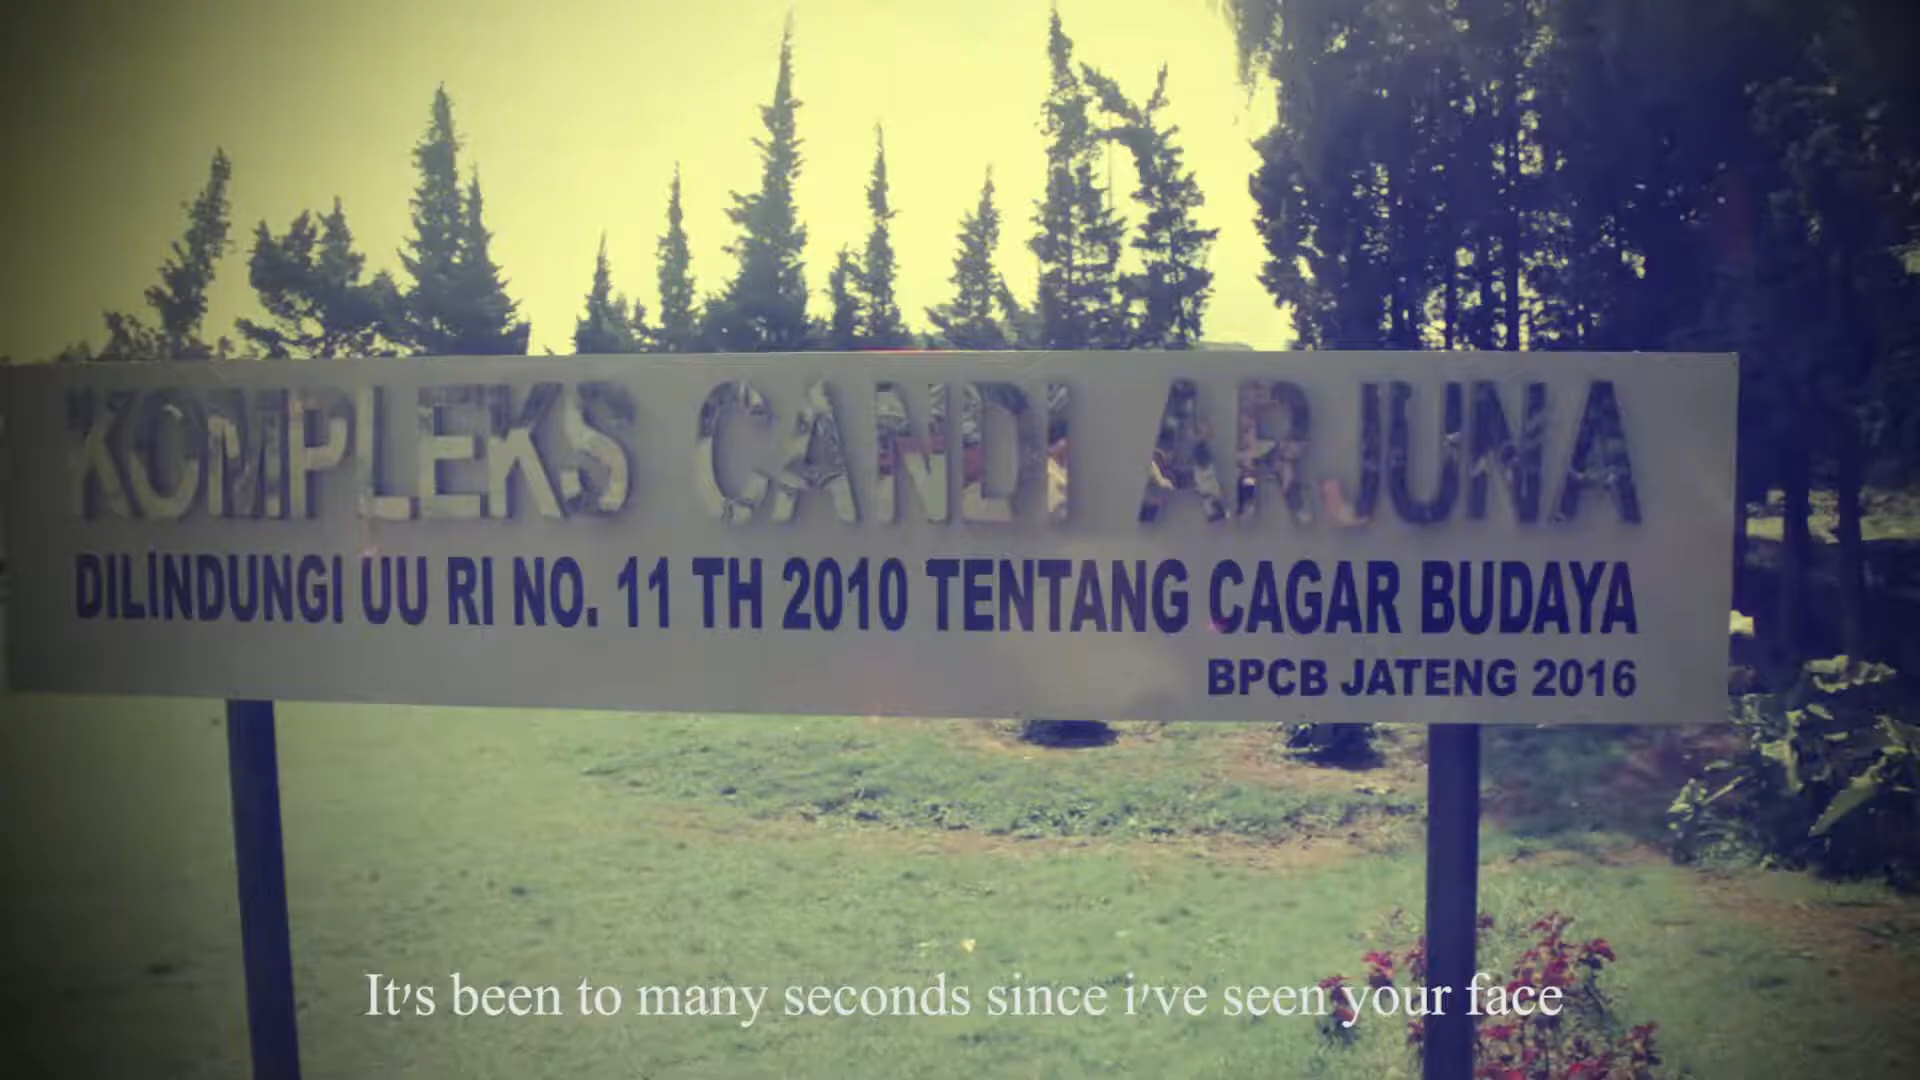 KOMPLEKS CANDI ARJUNA
DILINDUNGI UU RI NO. 11 TH 2010 TENTANG CAGAR BUDAYA
BPCB JATENG 2016
It's been to many seconds since i've seen your face